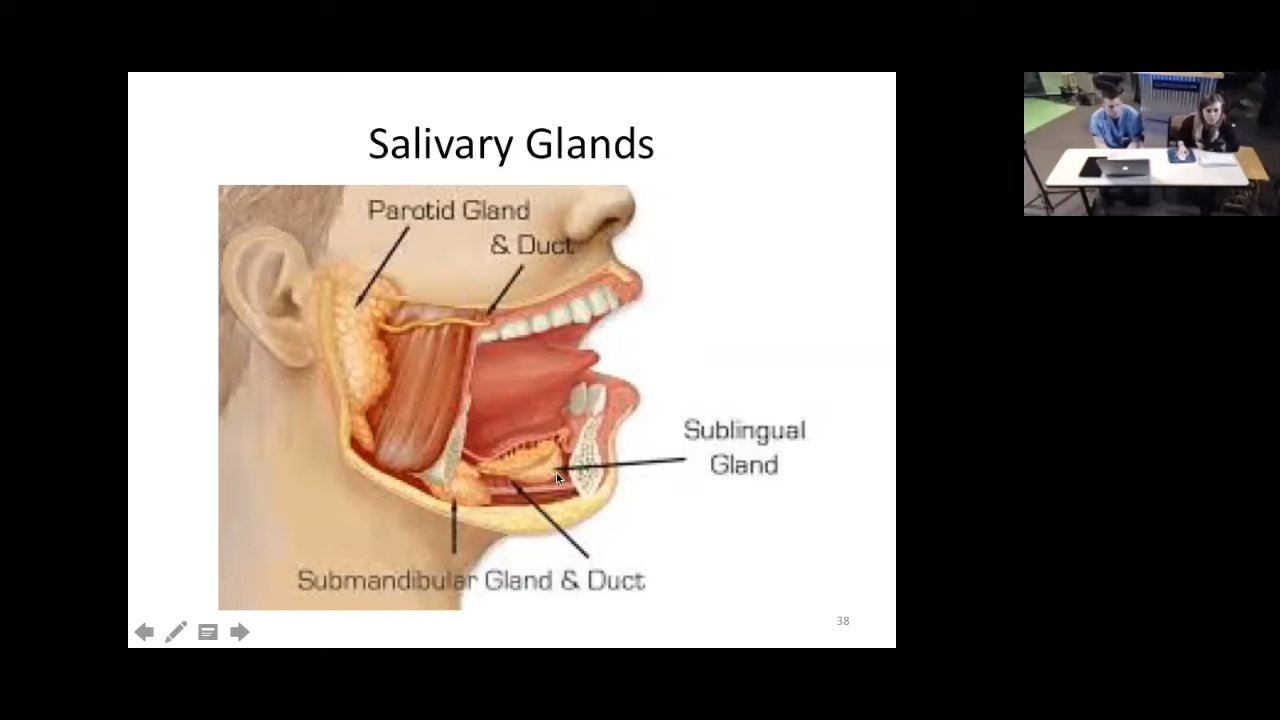 Salivary Glands
Parotid Gland
& Duct
Sublingual
Gland
Submandibular Gland & Duct
38